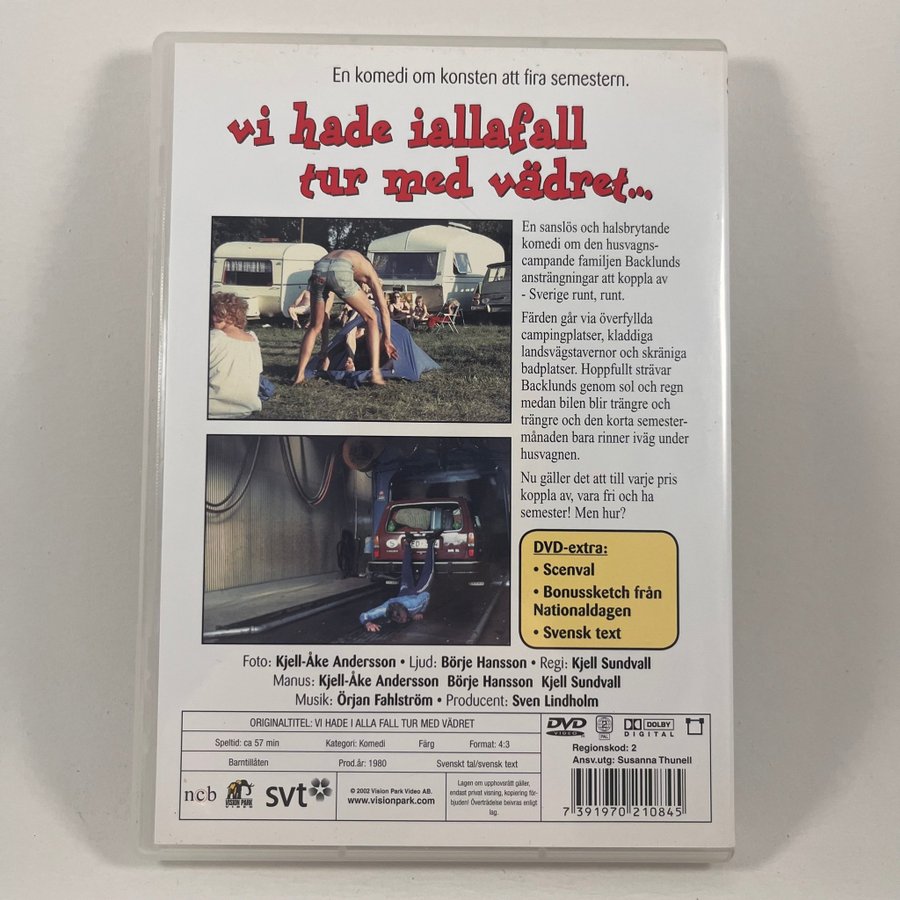 En komedi om konsten att fira semestern.
vi hade iallafall
tur med vädret...
En sanslös och halsbrytande
komedi om den husvagns-
campande familjen Backlunds
ansträngningar att koppla av
- Sverige runt, runt.
Färden går via överfyllda
campingplatser, kladdiga
landsvägstavernor och skräniga
badplatser. Hoppfullt strävar
Backlunds genom sol och regn
medan bilen blir trängre och
trängre och den korta semester-
månaden bara rinner iväg under
husvagnen.
Nu gäller det att till varje pris
koppla av, vara fri och ha
semester! Men hur?
DVD-extra:
• Scenval
• Bonussketch från
Nationaldagen
• Svensk text
Foto: Kjell-Åke Andersson • Ljud: Börje Hansson • Regi: Kjell Sundvall
Manus: Kjell-Åke Andersson Börje Hansson Kjell Sundvall
Musik: Örjan Fahlström • Producent: Sven Lindholm
ORIGINALTITEL: VI HADE I ALLA FALL TUR MED VÄDRET
Speltid: ca 57 min Kategori: Komedi Färg Format: 4:3
Barntillåten Prod.år: 1980 Svenskt tal/svensk text
DVD
VIDEO
2
PAL
DOLBY
DIGITAL
Regionskod: 2
Ansv.utg: Susanna Thunell
ncb
VISION PARK
VIDEO
svt
© 2002 Vision Park Video AB.
www.visionpark.com
Lagen om upphovsrätt gäller,
endast privat visning, kopiering för-
bjuden! Överträdelse beivras enligt
lag.
7 391970 210845